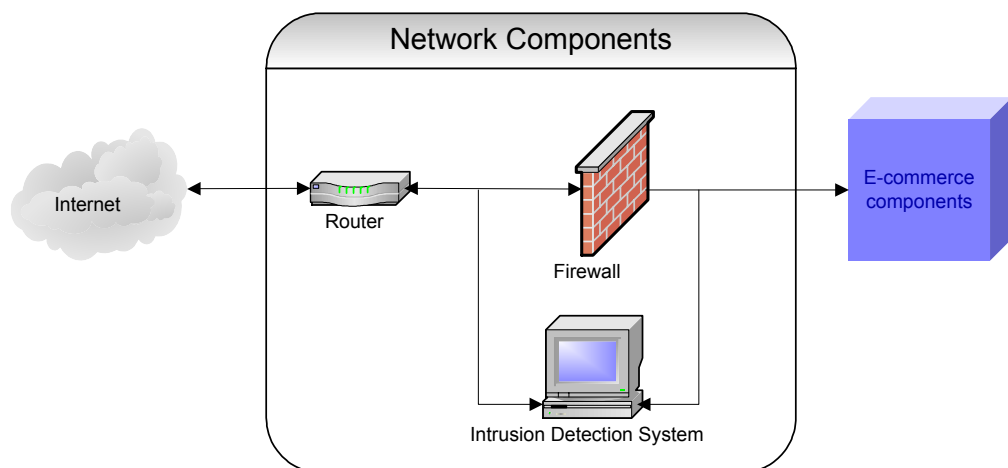 Network Components
Internet
Router
Firewall
E-commerce
components
Intrusion Detection System